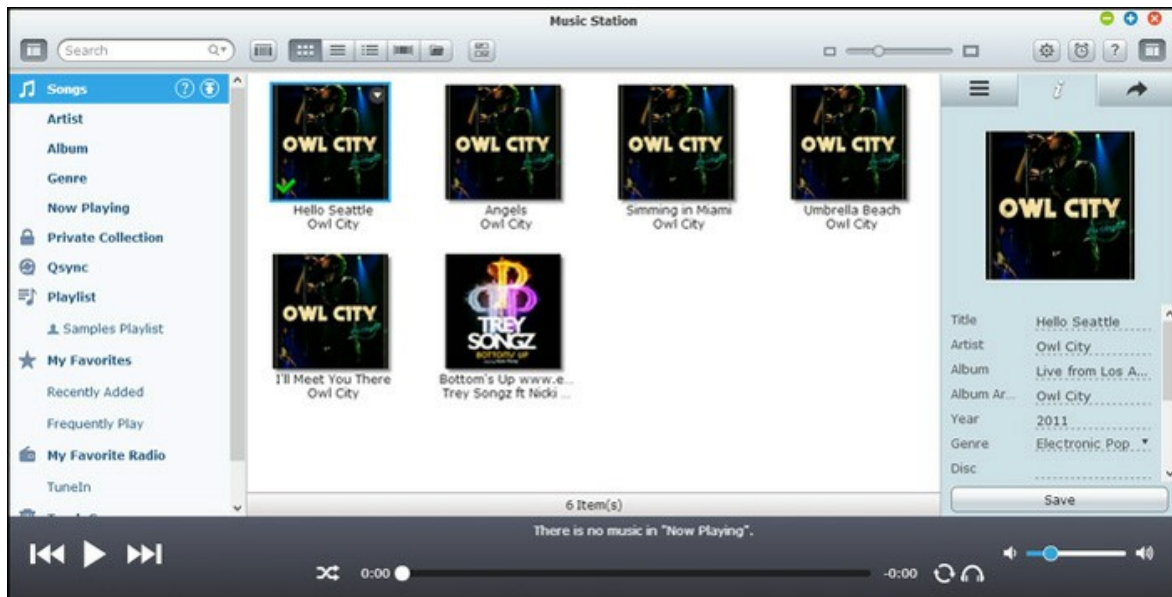 Music Station
Search
Songs
Artist
Album
Genre
Now Playing
Private Collection
Qsync
Playlist
Samples Playlist
My Favorites
Recently Added
Frequently Play
My Favorite Radio
TuneIn
OWL CITY
Hello Seattle
Owl City
OWL CITY
Angels
Owl City
OWL CITY
Simming in Miami
Owl City
OWL CITY
Umbrella Beach
Owl City
OWL CITY
I'll Meet You There
Owl City
TREY
SONGZ
BOTTOMS UP
Bottom's Up www.e...
Trey Songz ft Nicki ...
6 Item(s)
OWL CITY
Title Hello Seattle
Artist Owl City
Album Live from Los A...
Album Ar... Owl City
Year 2011
Genre Electronic Pop
Disc
Save
There is no music in "Now Playing".
0:00
-0:00